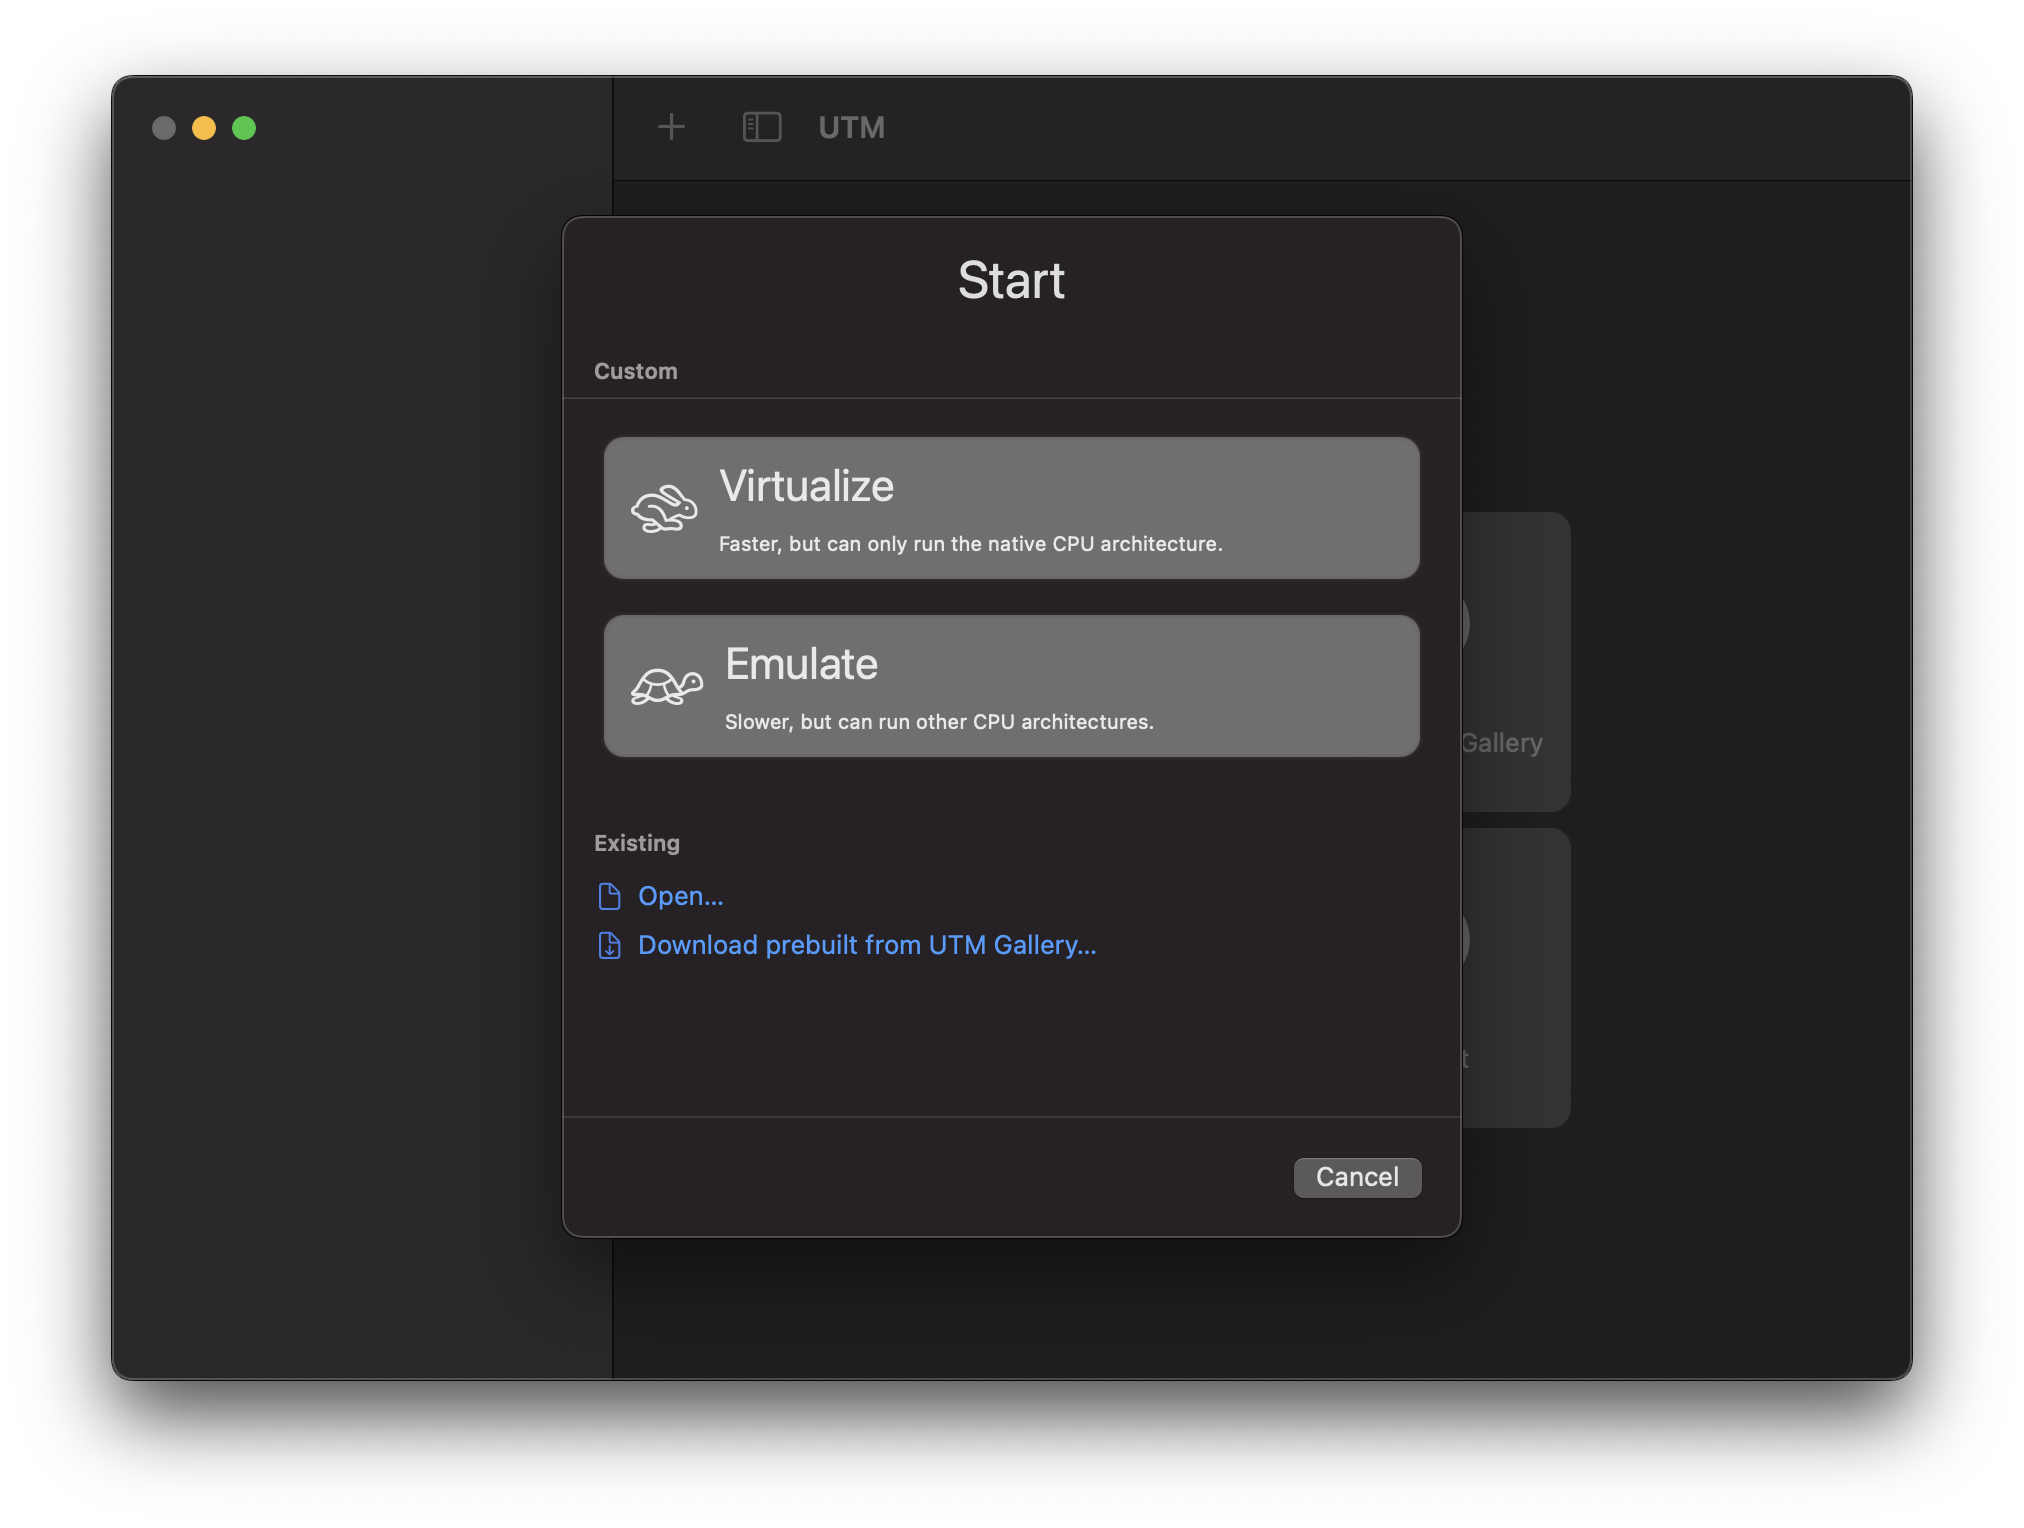 UTM
Start
Custom
Virtualize
Faster, but can only run the native CPU architecture.
Emulate
Slower, but can run other CPU architectures.
Gallery
Existing
Open...
Download prebuilt from UTM Gallery...
Cancel